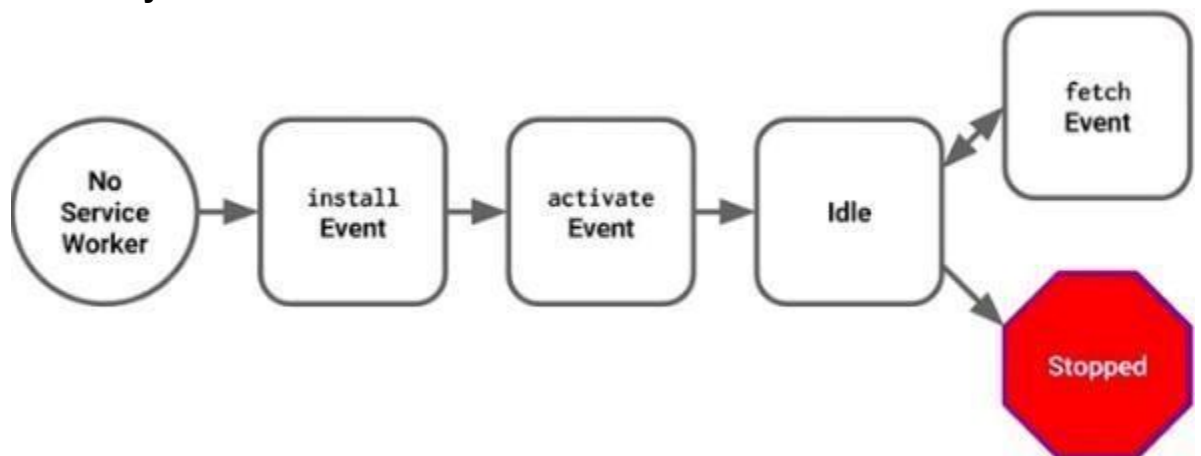 No
Service
Worker
install
Event
activate
Event
Idle
fetch
Event
Stopped